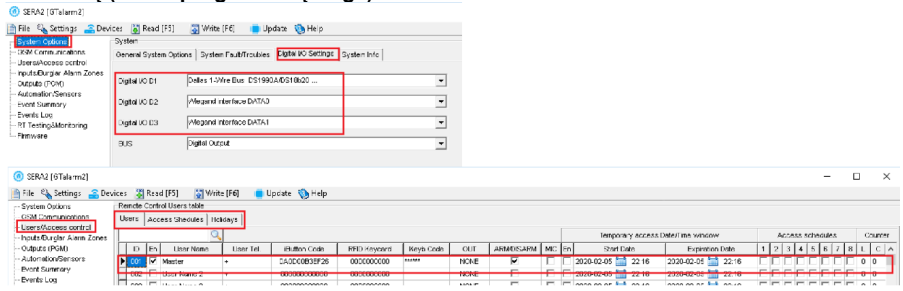 SERA2 [GTalarm2]
File Settings Devices Read [F5] Write [F6] Update Help
System Options
GSM Communications
Users/Access control
Inputs/Burglar Alarm Zones
Outputs (PGM)
Automation/Sensors
Event Summary
Events Log
RT Testing&Monitoring
Firmware
System
General System Options System Fault/Troubles Digital I/O Settings System Info
Digital I/O D1 Dallas 1-Wire Bus DS1990A/DS18b20 ...
Digital I/O D2 Wiegand interface DATA0
Digital I/O D3 Wiegand interface DATA1
BUS Digital Output
SERA2 [GTalarm2]
File Settings Devices Read [F5] Write [F6] Update Help
System Options
GSM Communications
Users/Access control
Inputs/Burglar Alarm Zones
Outputs (PGM)
Automation/Sensors
Event Summary
Events Log
Remote Control Users table
Users Access Shedules Holidays
Temporary access Date/Time window Access schedules Counter
ID En User Name User Tel. iButton Code RFID Keycard Keyb Code OUT ARM/DISARM MIC En Start Date Expiration Date 1 2 3 4 5 6 7 8 L C
001 Master + 0000000000 ****** NONE 2020-02-05 22:16 2020-02-05 22:16 0 0
002 User Name 2 + 000000000000 0000000000 NONE 2020-02-05 22:16 2020-02-05 22:16 0 0